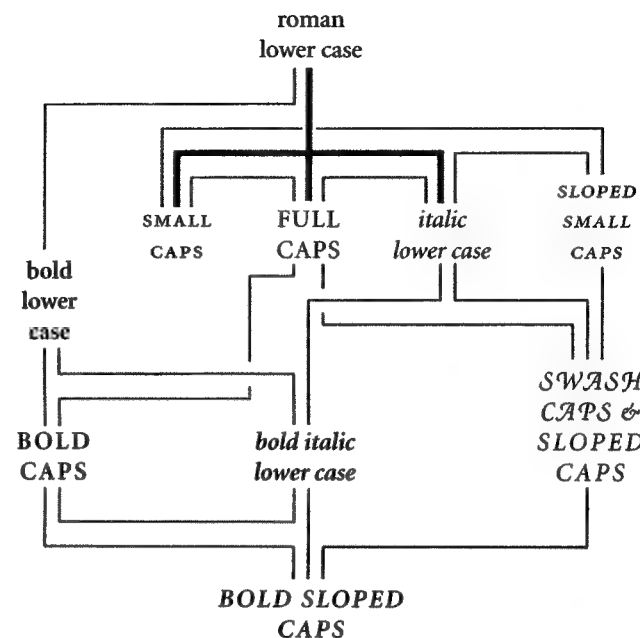 roman
lower case
SMALL
CAPS
FULL
CAPS
italic
lower case
SLOPED
SMALL
CAPS
bold
lower
case
BOLD
CAPS
bold italic
lower case
SWASH
CAPS &
SLOPED
CAPS
BOLD SLOPED
CAPS